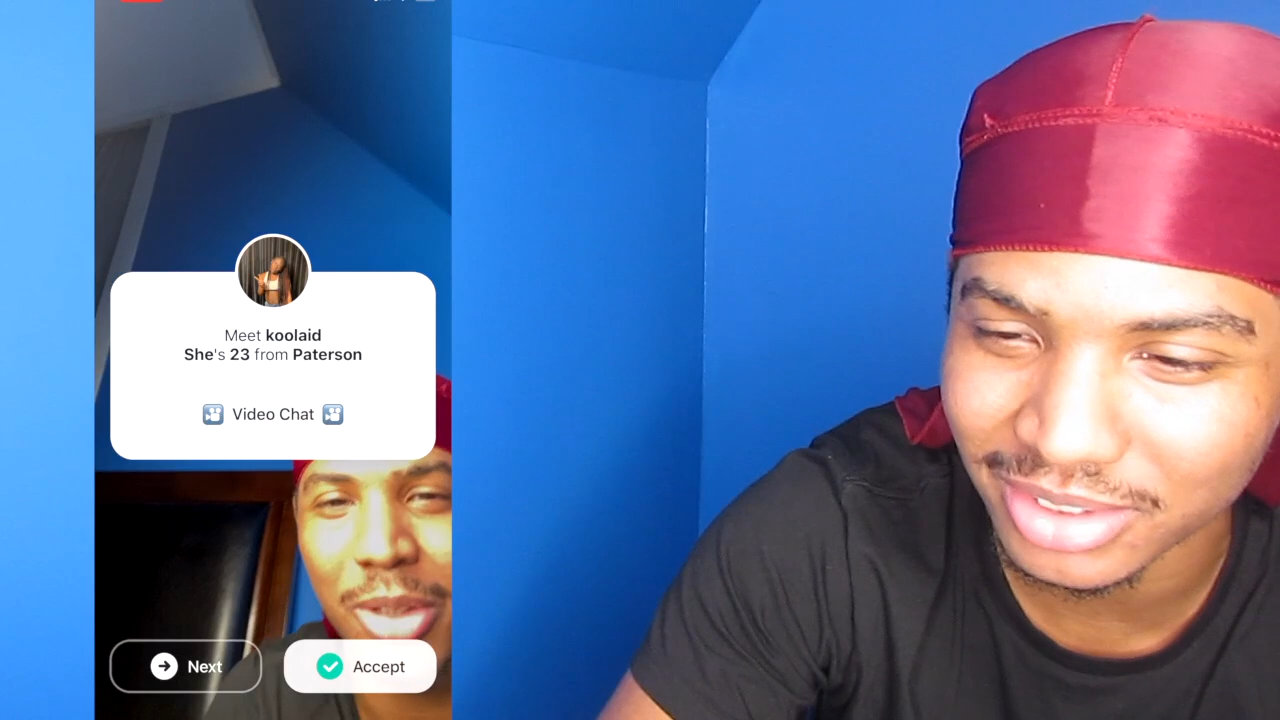 Meet koolaid
She's 23 from Paterson
Video Chat
Next
Accept